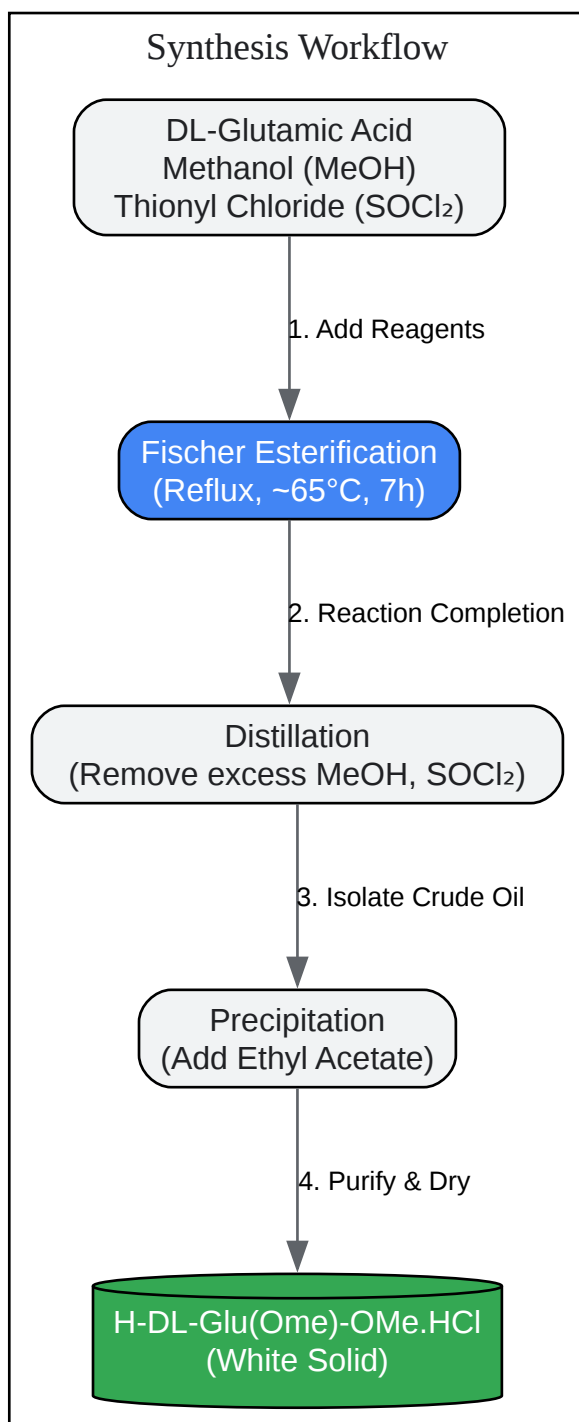 Synthesis Workflow
DL-Glutamic Acid
Methanol (MeOH)
Thionyl Chloride (SOCl₂)
1. Add Reagents
Fischer Esterification
(Reflux, ~65°C, 7h)
2. Reaction Completion
Distillation
(Remove excess MeOH, SOCl₂)
3. Isolate Crude Oil
Precipitation
(Add Ethyl Acetate)
4. Purify & Dry
H-DL-Glu(Ome)-OMe.HCl
(White Solid)